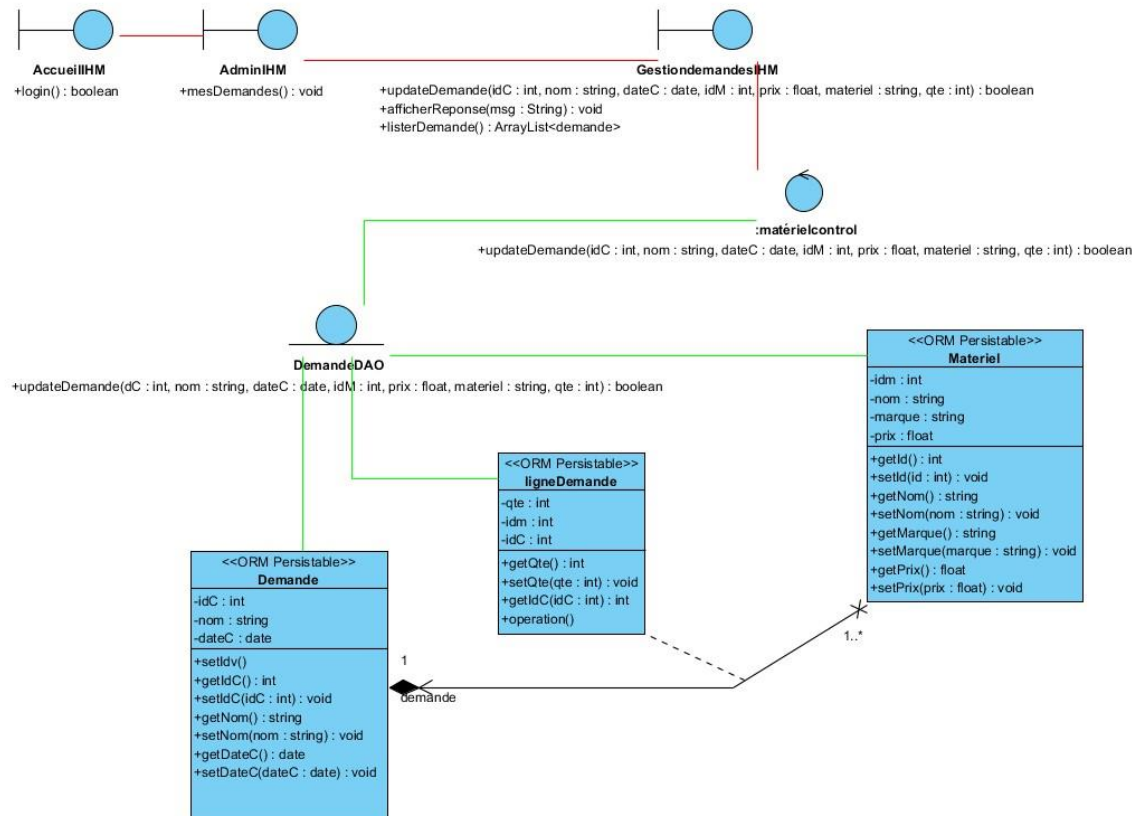 AccueilIHM
+login() : boolean
AdminIHM
+mesDemandes() : void
GestiondemandesIHM
+updateDemande(idC : int, nom : string, dateC : date, idM : int, prix : float, materiel : string, qte : int) : boolean
+afficherReponse(msg : String) : void
+listerDemande() : ArrayList<demande>
:matérielcontrol
+updateDemande(idC : int, nom : string, dateC : date, idM : int, prix : float, materiel : string, qte : int) : boolean
DemandeDAO
+updateDemande(dC : int, nom : string, dateC : date, idM : int, prix : float, materiel : string, qte : int) : boolean
<<ORM Persistable>>
Materiel
-idm : int
-nom : string
-marque : string
-prix : float
+getId() : int
+setId(id : int) : void
+getNom() : string
+setNom(nom : string) : void
+getMarque() : string
+setMarque(marque : string) : void
+getPrix() : float
+setPrix(prix : float) : void
<<ORM Persistable>>
ligneDemande
-qte : int
-idm : int
-idC : int
+getQte() : int
+setQte(qte : int) : void
+getIdC(idC : int) : int
+operation()
<<ORM Persistable>>
Demande
-idC : int
-nom : string
-dateC : date
+setIdv()
+getIdC() : int
+setIdC(idC : int) : void
+getNom() : string
+setNom(nom : string) : void
+getDateC() : date
+setDateC(dateC : date) : void
1
demande
1..*